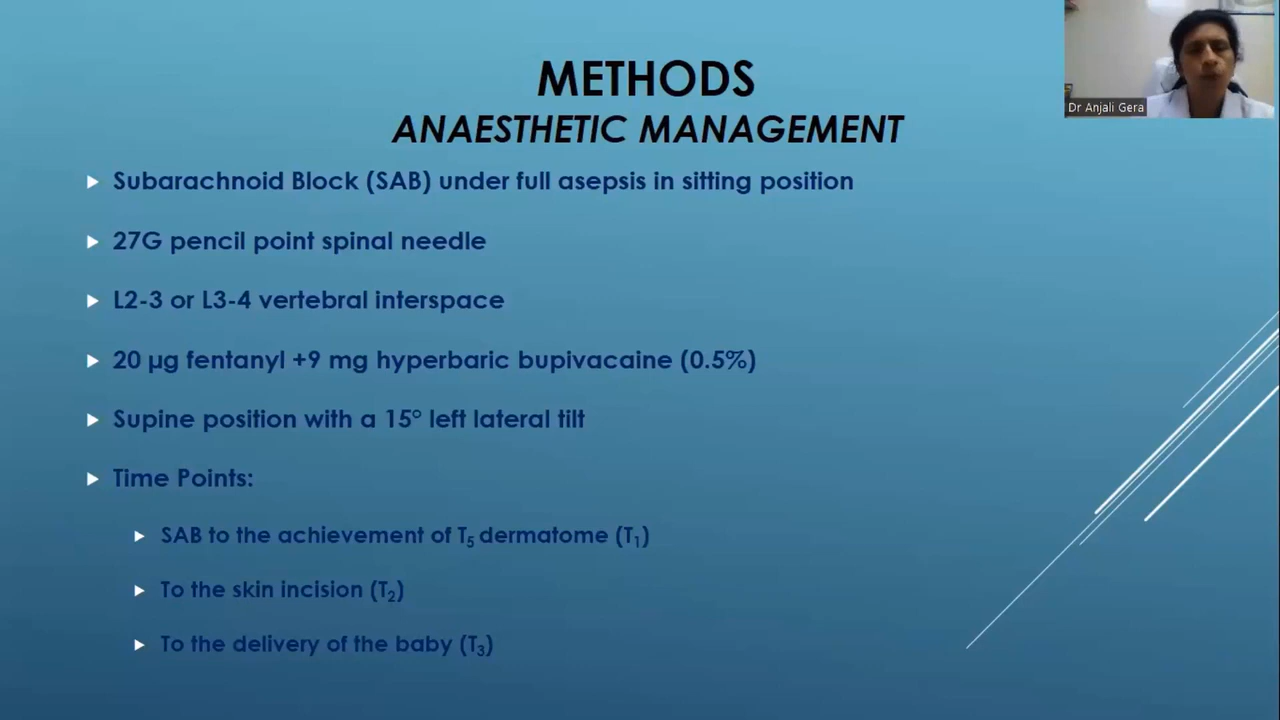 METHODS
ANAESTHETIC MANAGEMENT
Dr Anjali Gera
Subarachnoid Block (SAB) under full asepsis in sitting position
27G pencil point spinal needle
L2-3 or L3-4 vertebral interspace
20 µg fentanyl +9 mg hyperbaric bupivacaine (0.5%)
Supine position with a 15° left lateral tilt
Time Points:
SAB to the achievement of T₅ dermatome (T₁)
To the skin incision (T₂)
To the delivery of the baby (T₃)